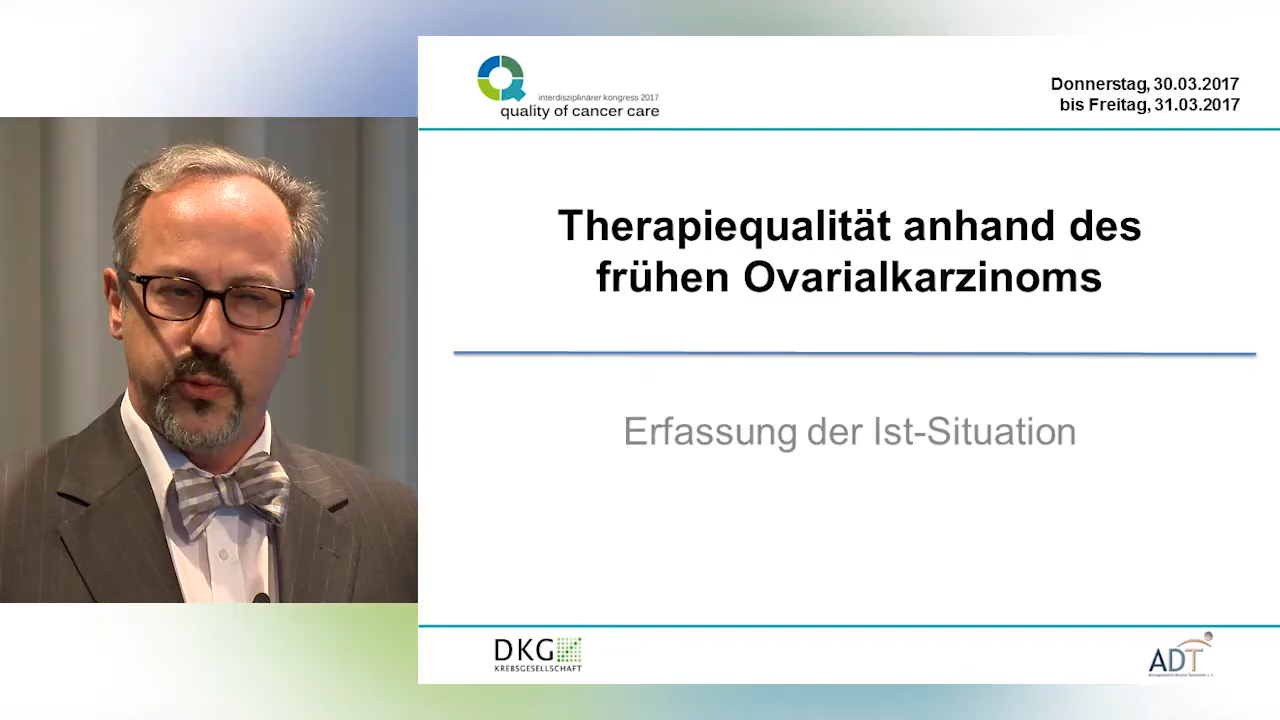 interdisziplinärer kongress 2017
quality of cancer care
Donnerstag, 30.03.2017
bis Freitag, 31.03.2017
Therapiequalität anhand des
frühen Ovarialkarzinoms
Erfassung der Ist-Situation
DKG
KREBSGESELLSCHAFT
ADT